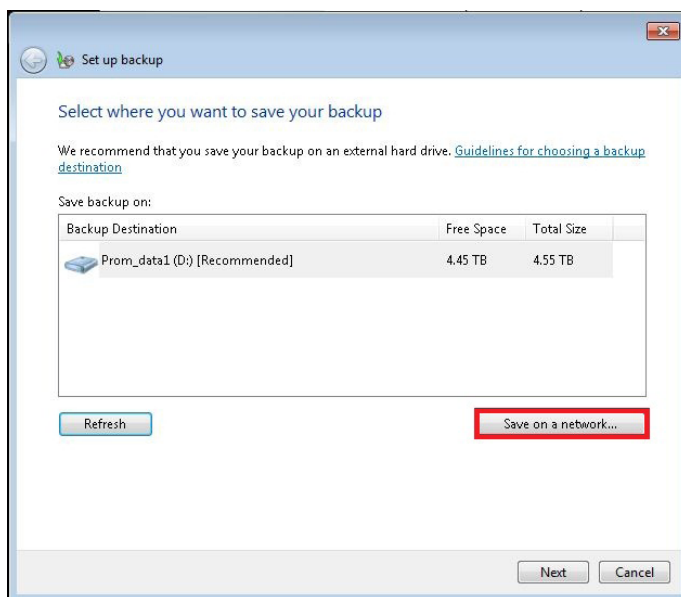 Set up backup
Select where you want to save your backup
We recommend that you save your backup on an external hard drive. Guidelines for choosing a backup
destination
Save backup on:
Backup Destination Free Space Total Size
Prom_data1 (D:) [Recommended] 4.45 TB 4.55 TB
Refresh Save on a network...
Next Cancel